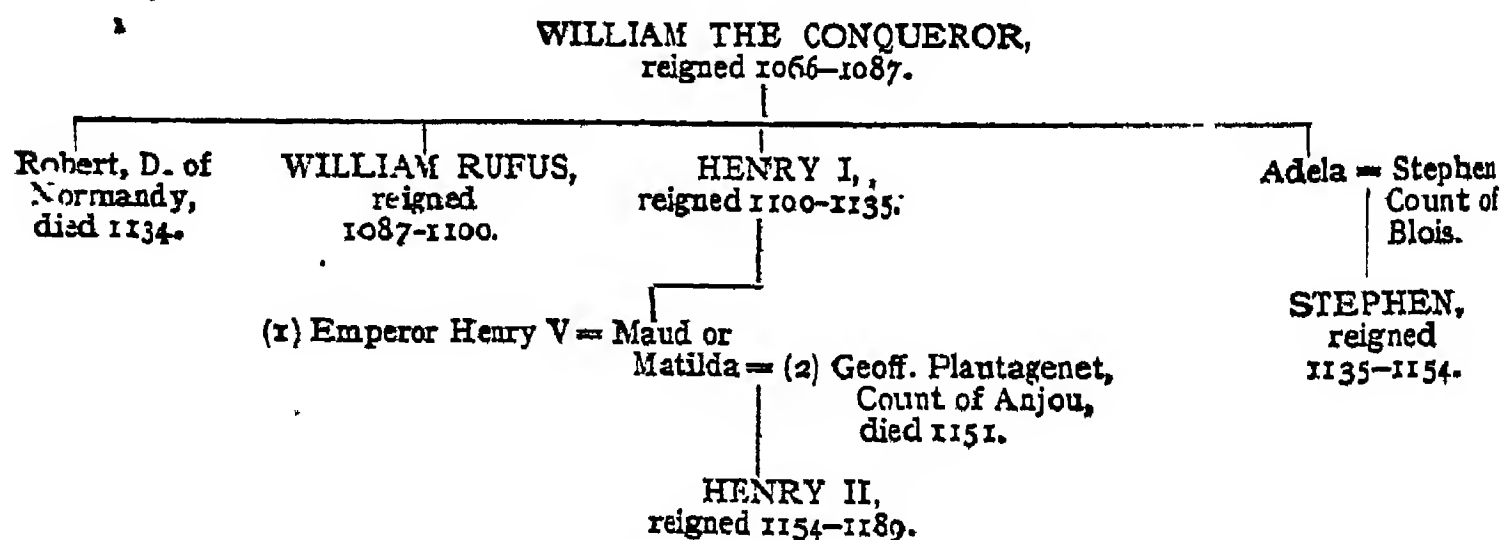 WILLIAM THE CONQUEROR,
reigned 1066–1087.
Robert, D. of
Normandy,
died 1134.
WILLIAM RUFUS,
reigned
1087-1100.
HENRY I,
reigned 1100-1135.
Adela = Stephen
Count of
Blois.
STEPHEN,
reigned
1135–1154.
(1) Emperor Henry V = Maud or
Matilda = (2) Geoff. Plantagenet,
Count of Anjou,
died 1151.
HENRY II,
reigned 1154–1189.